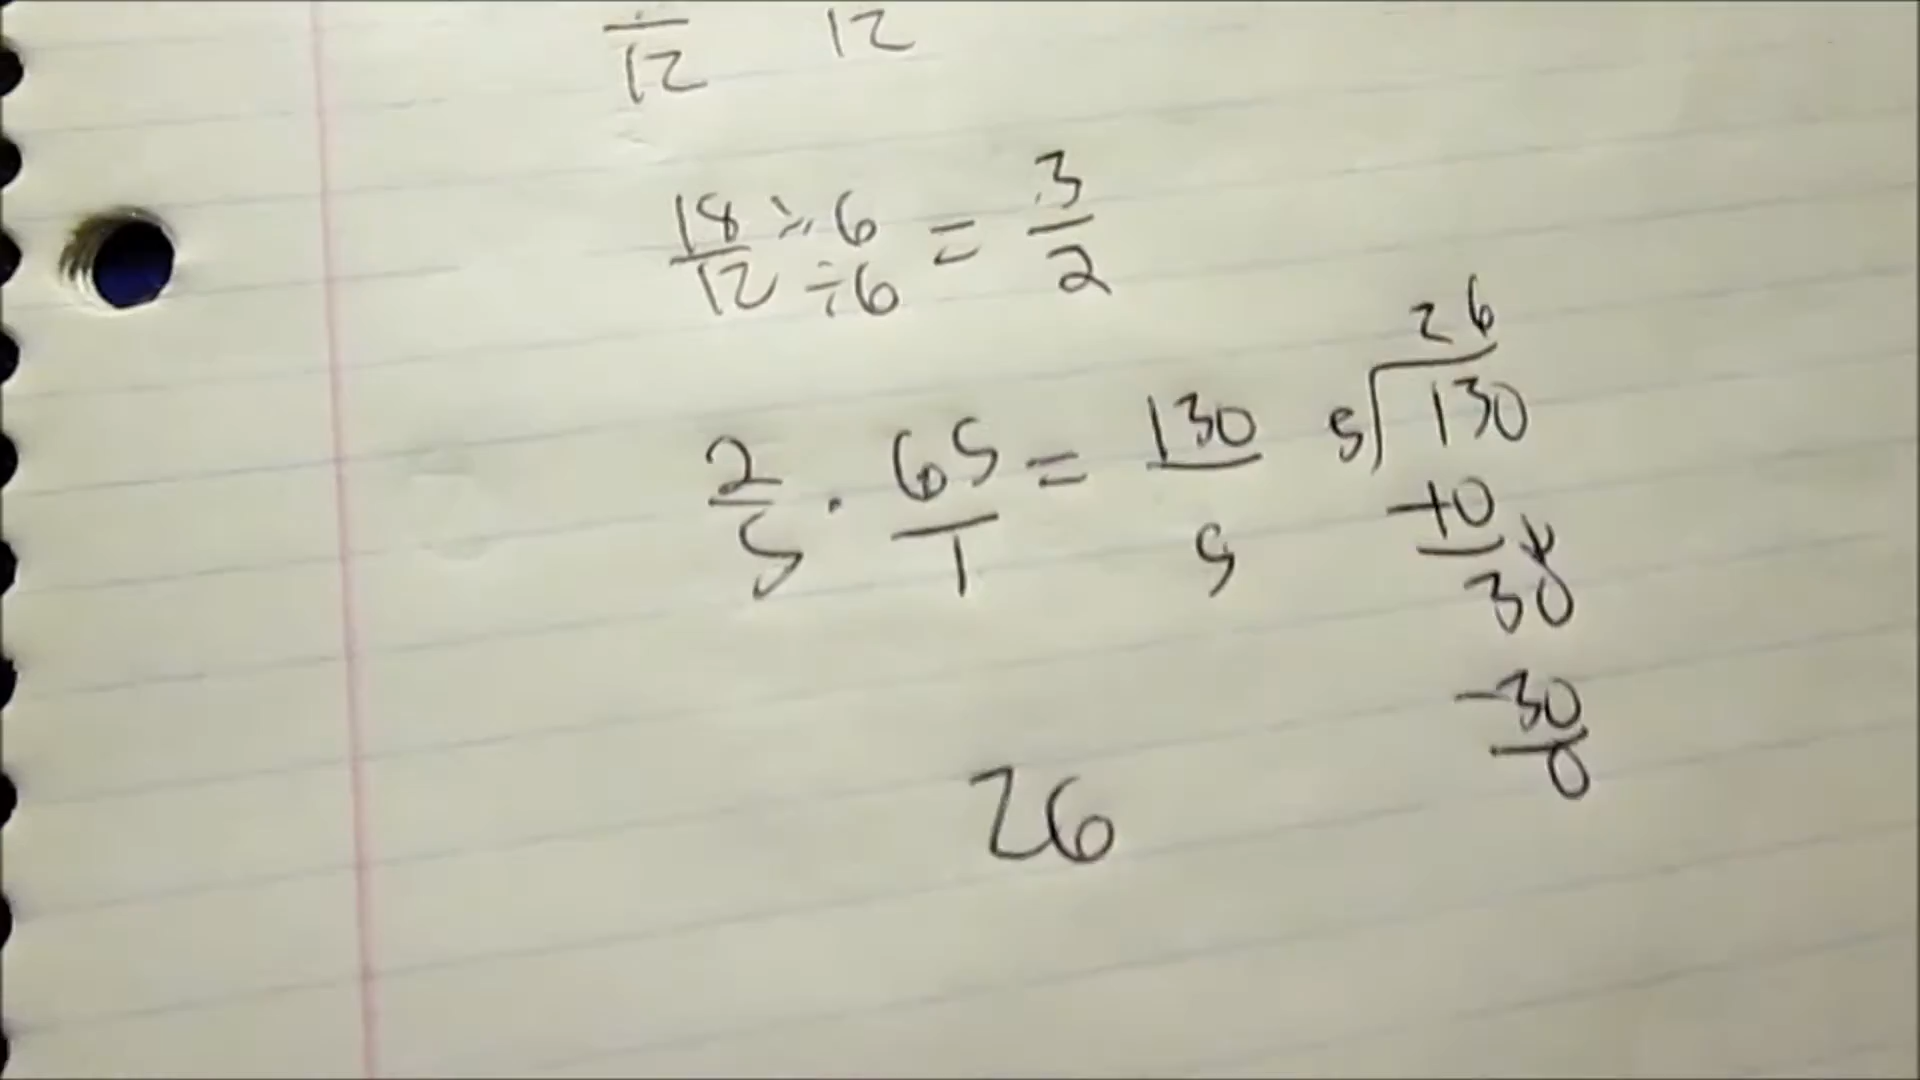 12 12
18 ÷ 6 = 3
12 ÷ 6 2
26
2/5 · 65/1 = 130/5 5√130
-10
30
-30
0
26